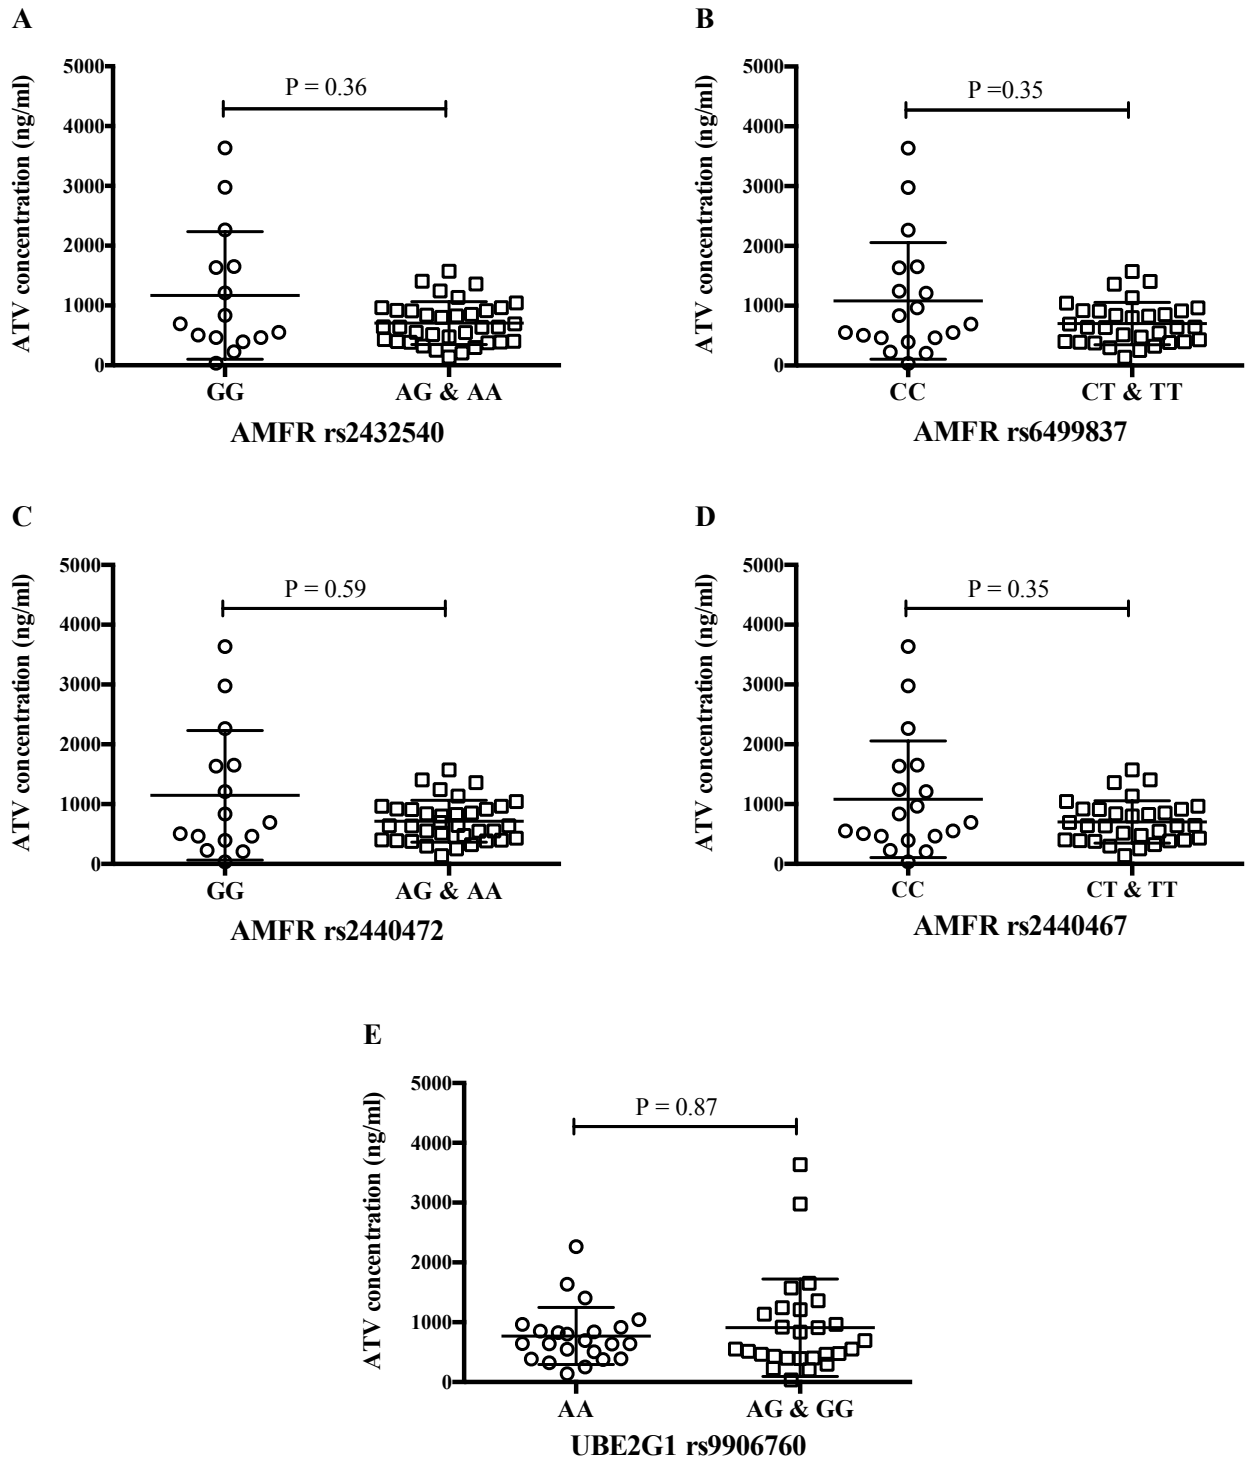 A
ATV concentration (ng/ml)
5000
4000
3000
2000
1000
0
P = 0.36
GG
AG & AA
AMFR rs2432540
B
ATV concentration (ng/ml)
5000
4000
3000
2000
1000
0
P =0.35
CC
CT & TT
AMFR rs6499837
C
ATV concentration (ng/ml)
5000
4000
3000
2000
1000
0
P = 0.59
GG
AG & AA
AMFR rs2440472
D
ATV concentration (ng/ml)
5000
4000
3000
2000
1000
0
P = 0.35
CC
CT & TT
AMFR rs2440467
E
ATV concentration (ng/ml)
5000
4000
3000
2000
1000
0
P = 0.87
AA
AG & GG
UBE2G1 rs9906760